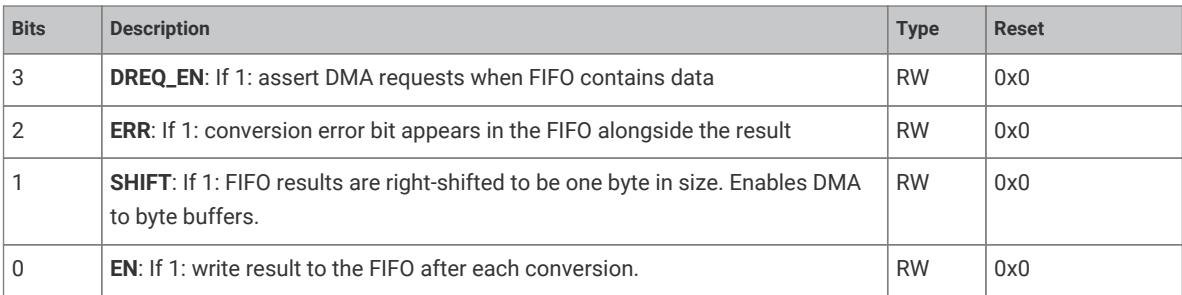 Bits Description Type Reset
3 DREQ_EN: If 1: assert DMA requests when FIFO contains data RW 0x0
2 ERR: If 1: conversion error bit appears in the FIFO alongside the result RW 0x0
1 SHIFT: If 1: FIFO results are right-shifted to be one byte in size. Enables DMA RW 0x0
to byte buffers.
0 EN: If 1: write result to the FIFO after each conversion. RW 0x0